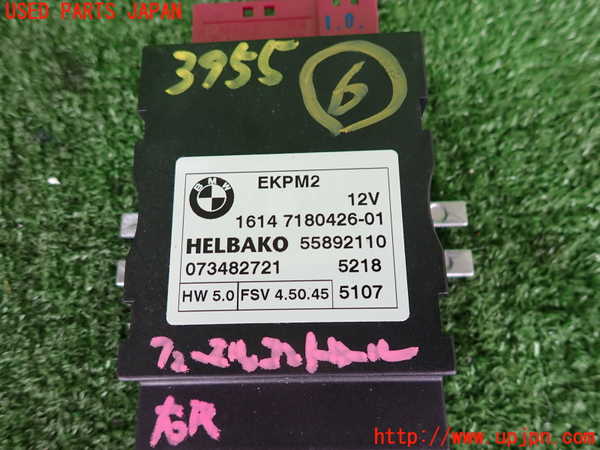 USED PARTS JAPAN
1.0.
3955
6
BMW
EKPM2
12V
1614 7180426-01
HELBAKO 55892110
073482721 5218
HW 5.0 FSV 4.50.45 5107
フューエルコントロール
http://www.upjpn.com